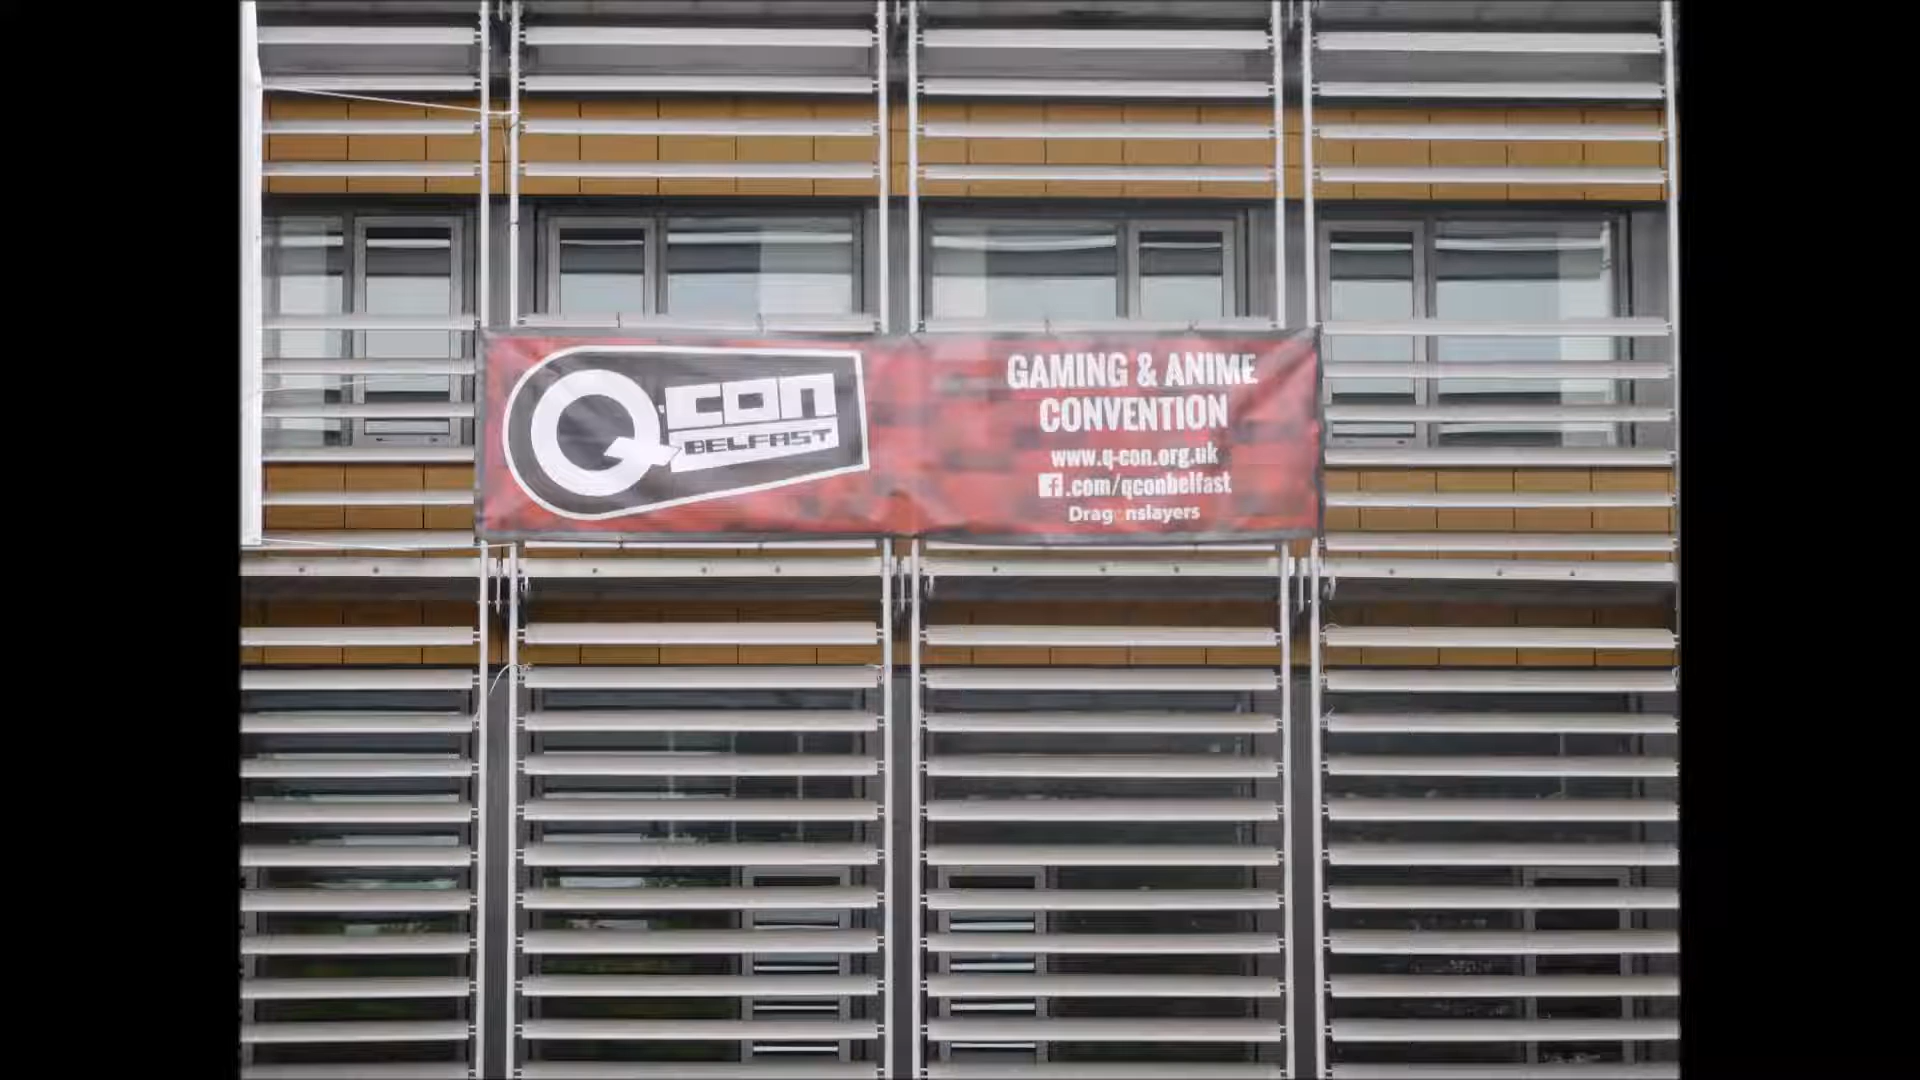 Q-CON
BELFAST
GAMING & ANIME
CONVENTION
www.q-con.org.uk
f.com/qconbelfast
Dragonslayers